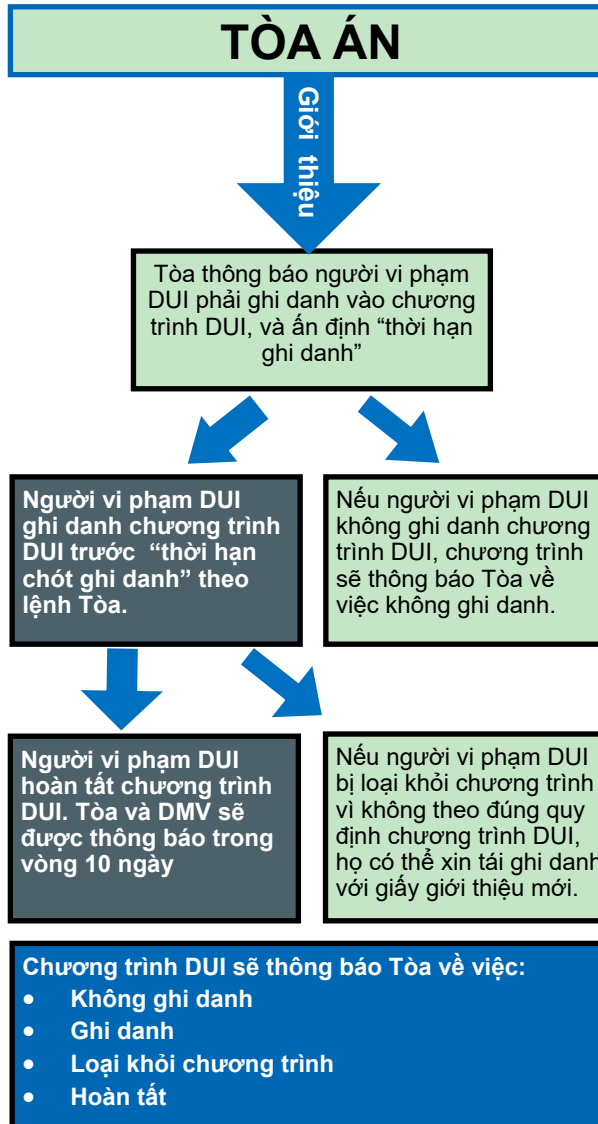 TÒA ÁN
Giới thiệu
Tòa thông báo người vi phạm
DUI phải ghi danh vào chương
trình DUI, và ấn định “thời hạn
ghi danh”
Người vi phạm DUI
ghi danh chương trình
DUI trước “thời hạn
chót ghi danh” theo
lệnh Tòa.
Nếu người vi phạm DUI
không ghi danh chương
trình DUI, chương trình
sẽ thông báo Tòa về
việc không ghi danh.
Người vi phạm DUI
hoàn tất chương trình
DUI. Tòa và DMV sẽ
được thông báo trong
vòng 10 ngày
Nếu người vi phạm DUI
bị loại khỏi chương trình
vì không theo đúng quy
định chương trình DUI,
họ có thể xin tái ghi danh
với giấy giới thiệu mới.
Chương trình DUI sẽ thông báo Tòa về việc:
• Không ghi danh
• Ghi danh
• Loại khỏi chương trình
• Hoàn tất